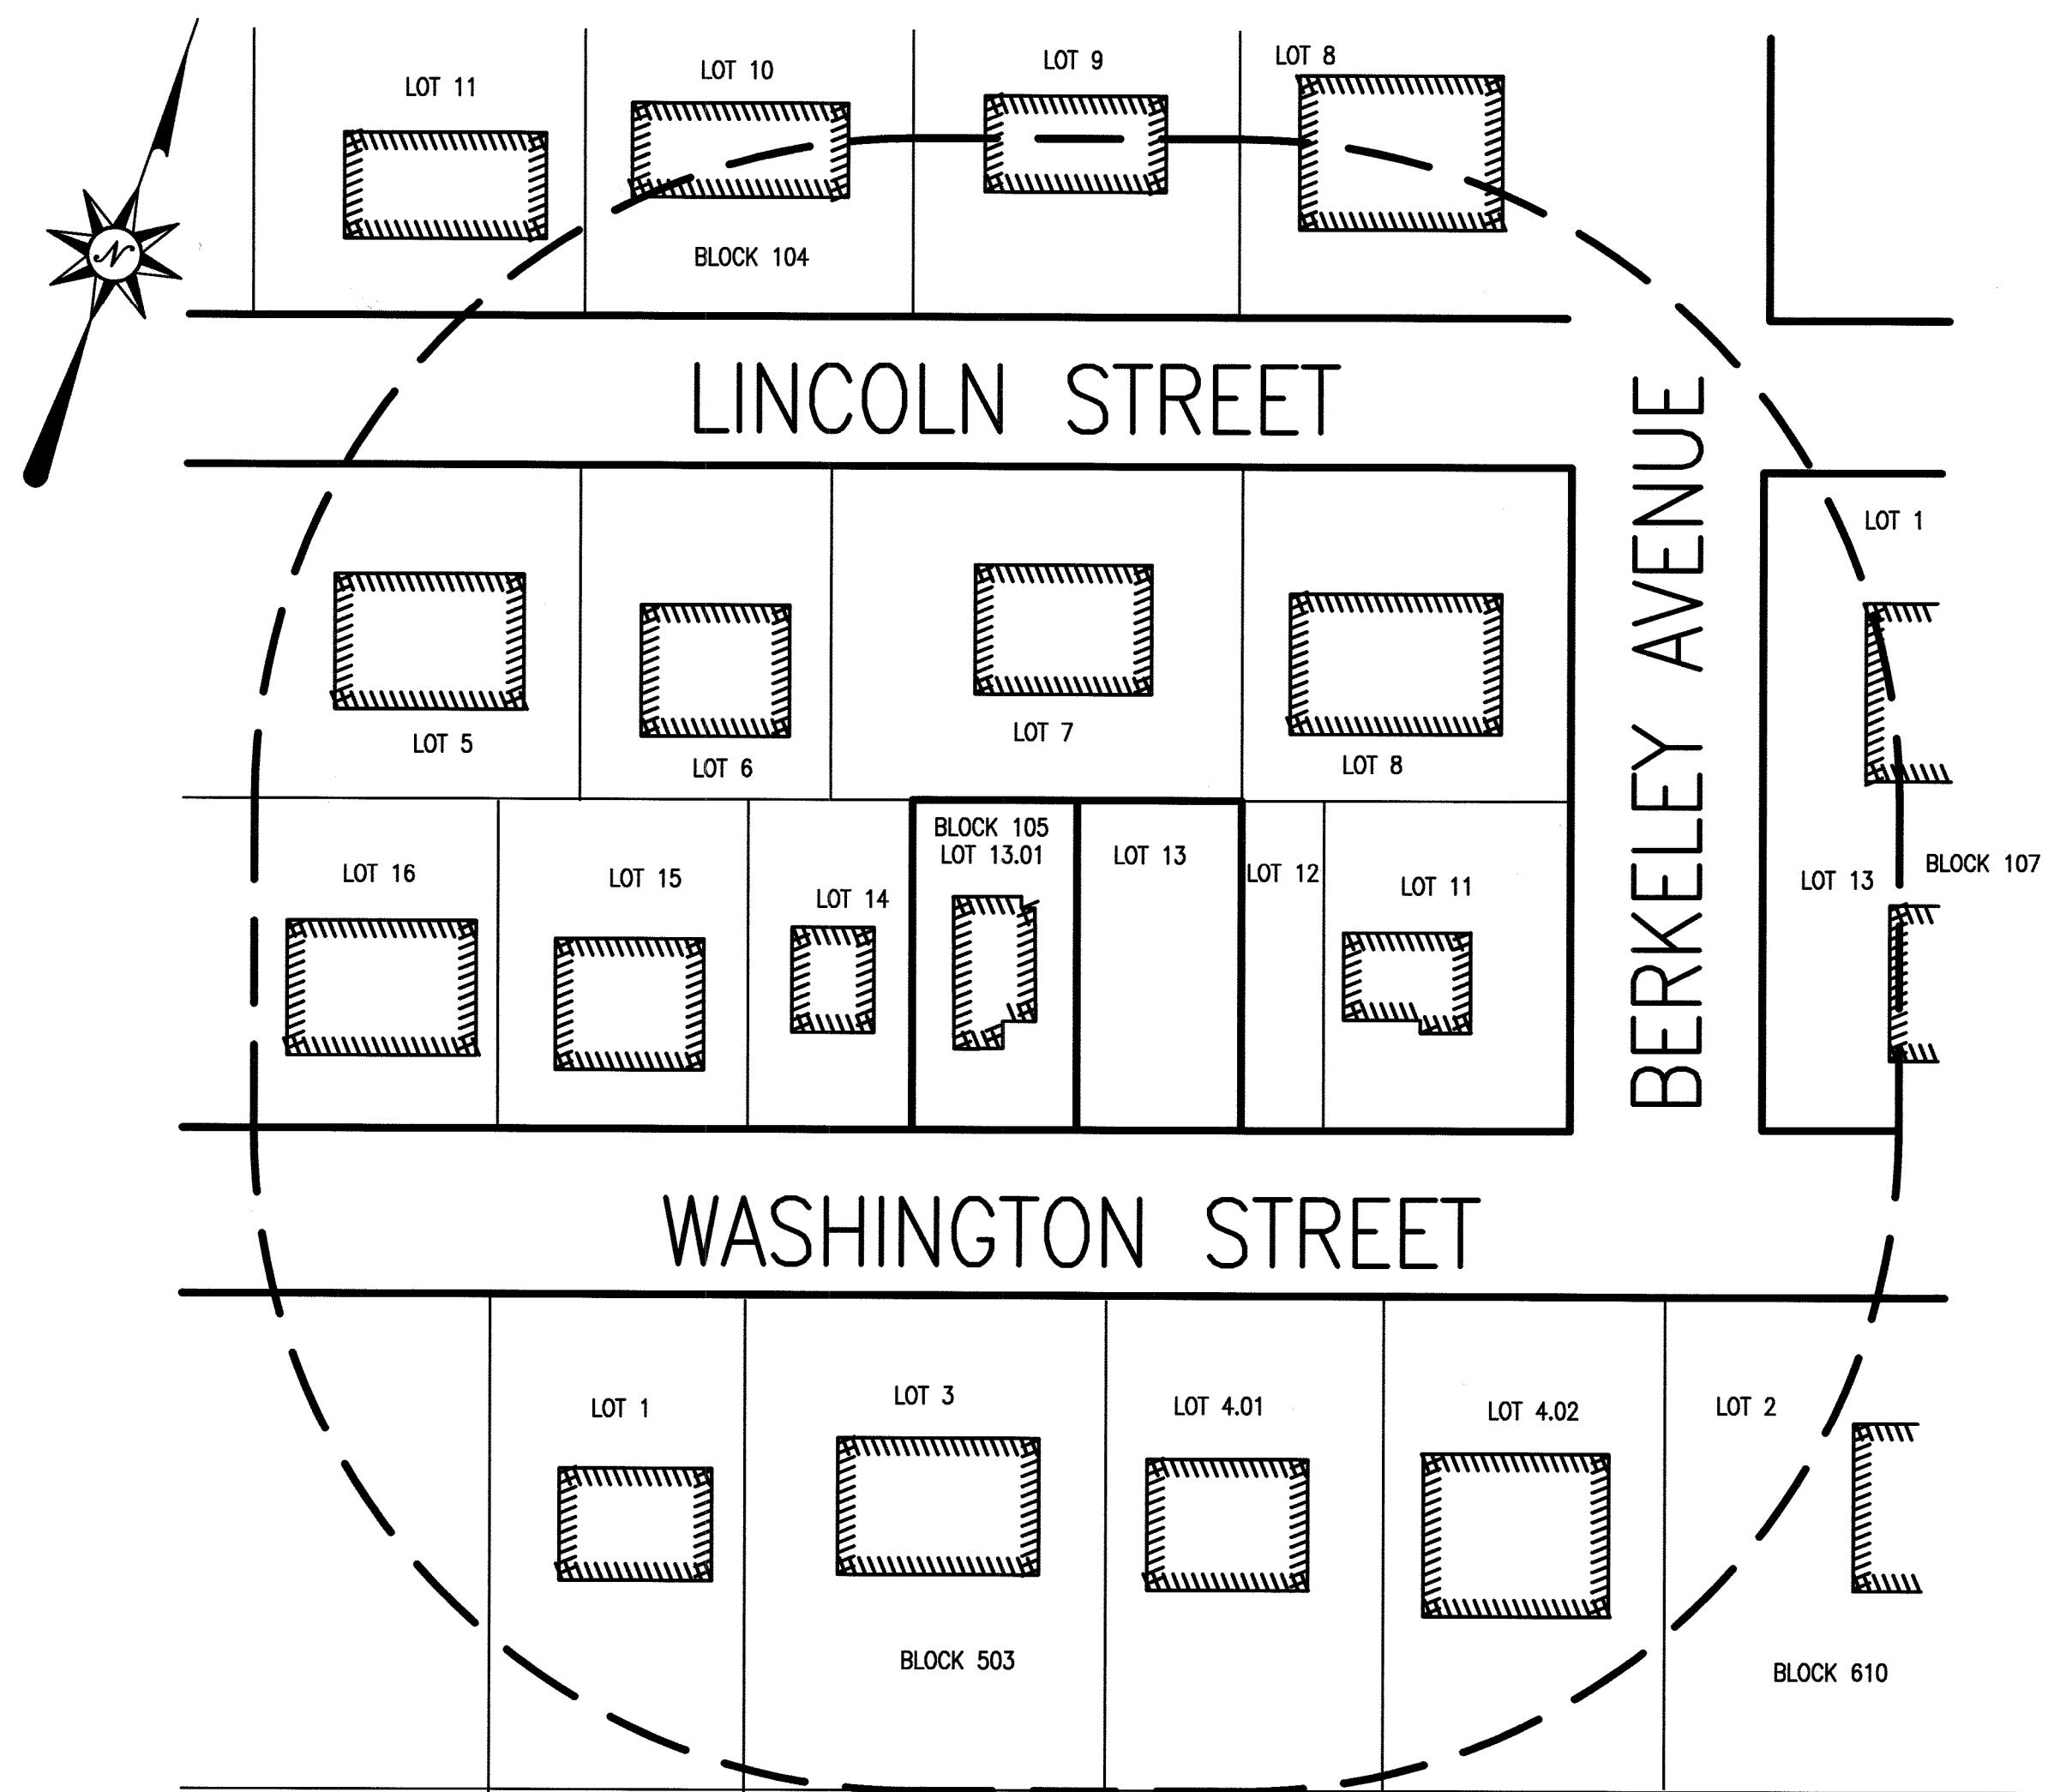 LOT 11
LOT 10
LOT 9
LOT 8
N
BLOCK 104
LINCOLN STREET
BERKELEY AVENUE
LOT 1
LOT 5
LOT 6
LOT 7
LOT 8
LOT 16
LOT 15
LOT 14
BLOCK 105
LOT 13.01
LOT 13
LOT 12
LOT 11
LOT 13
BLOCK 107
WASHINGTON STREET
LOT 1
LOT 3
LOT 4.01
LOT 4.02
LOT 2
BLOCK 503
BLOCK 610